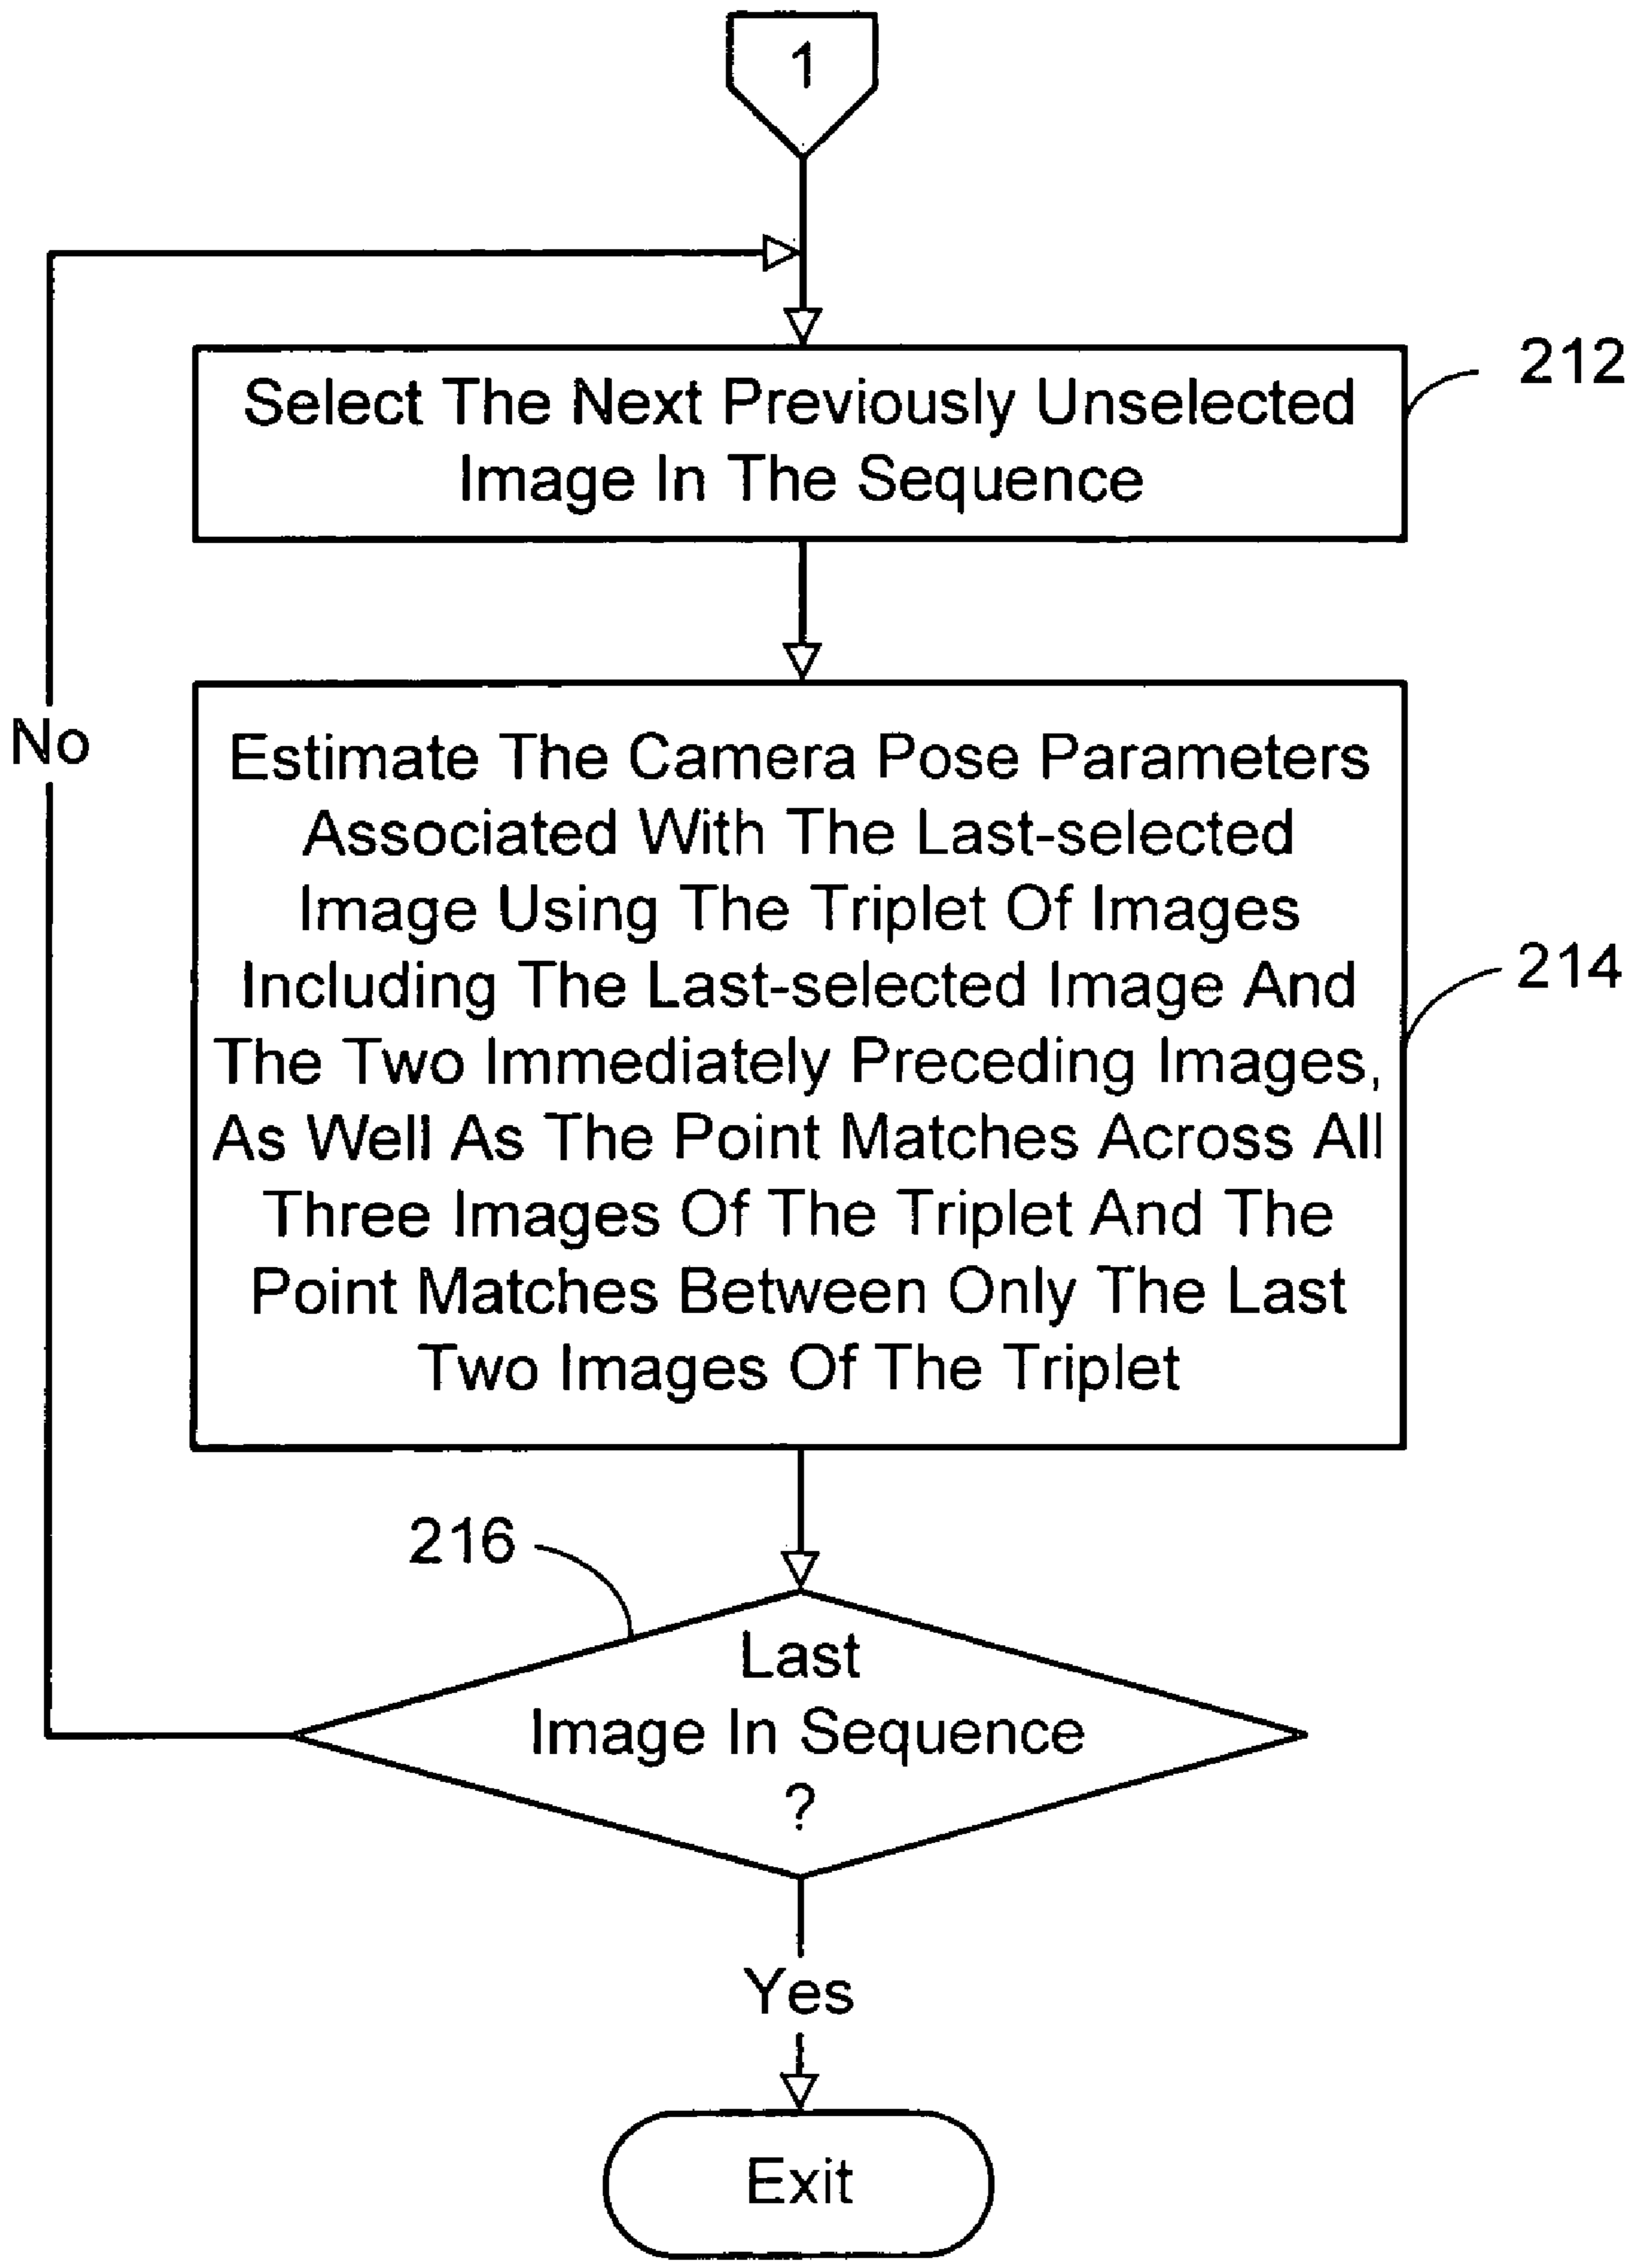 1
Select The Next Previously Unselected
Image In The Sequence
212
No
Estimate The Camera Pose Parameters
Associated With The Last-selected
Image Using The Triplet Of Images
Including The Last-selected Image And
The Two Immediately Preceding Images,
As Well As The Point Matches Across All
Three Images Of The Triplet And The
Point Matches Between Only The Last
Two Images Of The Triplet
214
216
Last
Image In Sequence
?
Yes
Exit